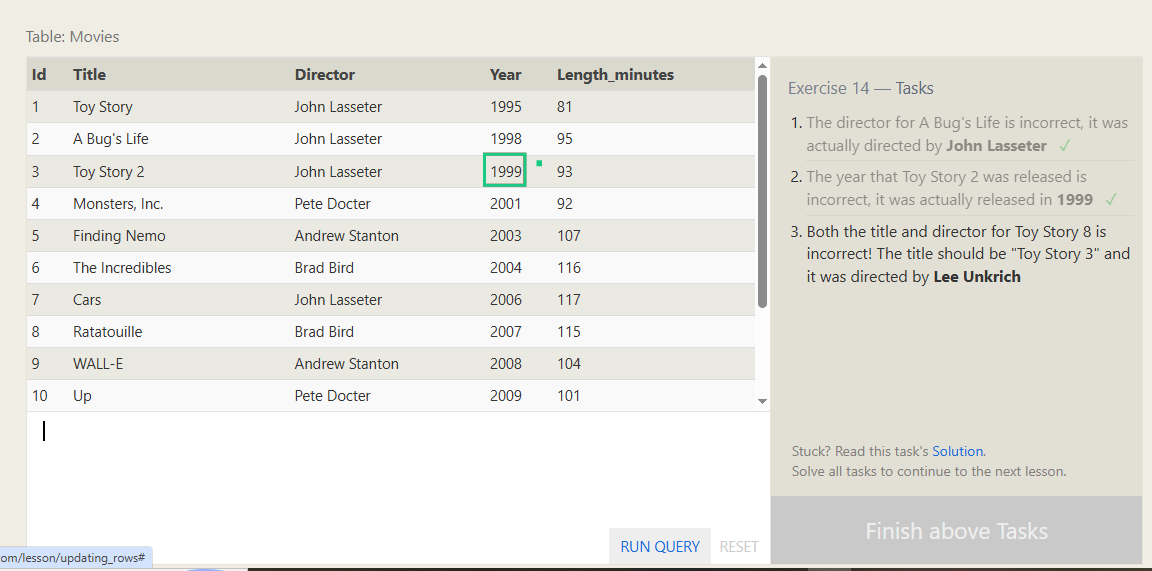 Table: Movies
Id Title Director Year Length_minutes
1 Toy Story John Lasseter 1995 81
2 A Bug's Life John Lasseter 1998 95
3 Toy Story 2 John Lasseter 1999 93
4 Monsters, Inc. Pete Docter 2001 92
5 Finding Nemo Andrew Stanton 2003 107
6 The Incredibles Brad Bird 2004 116
7 Cars John Lasseter 2006 117
8 Ratatouille Brad Bird 2007 115
9 WALL-E Andrew Stanton 2008 104
10 Up Pete Docter 2009 101
RUN QUERY RESET
om/lesson/updating_rows#
Exercise 14 — Tasks
1. The director for A Bug's Life is incorrect, it was
actually directed by John Lasseter ✓
2. The year that Toy Story 2 was released is
incorrect, it was actually released in 1999 ✓
3. Both the title and director for Toy Story 8 is
incorrect! The title should be "Toy Story 3" and
it was directed by Lee Unkrich
Stuck? Read this task's Solution.
Solve all tasks to continue to the next lesson.
Finish above Tasks